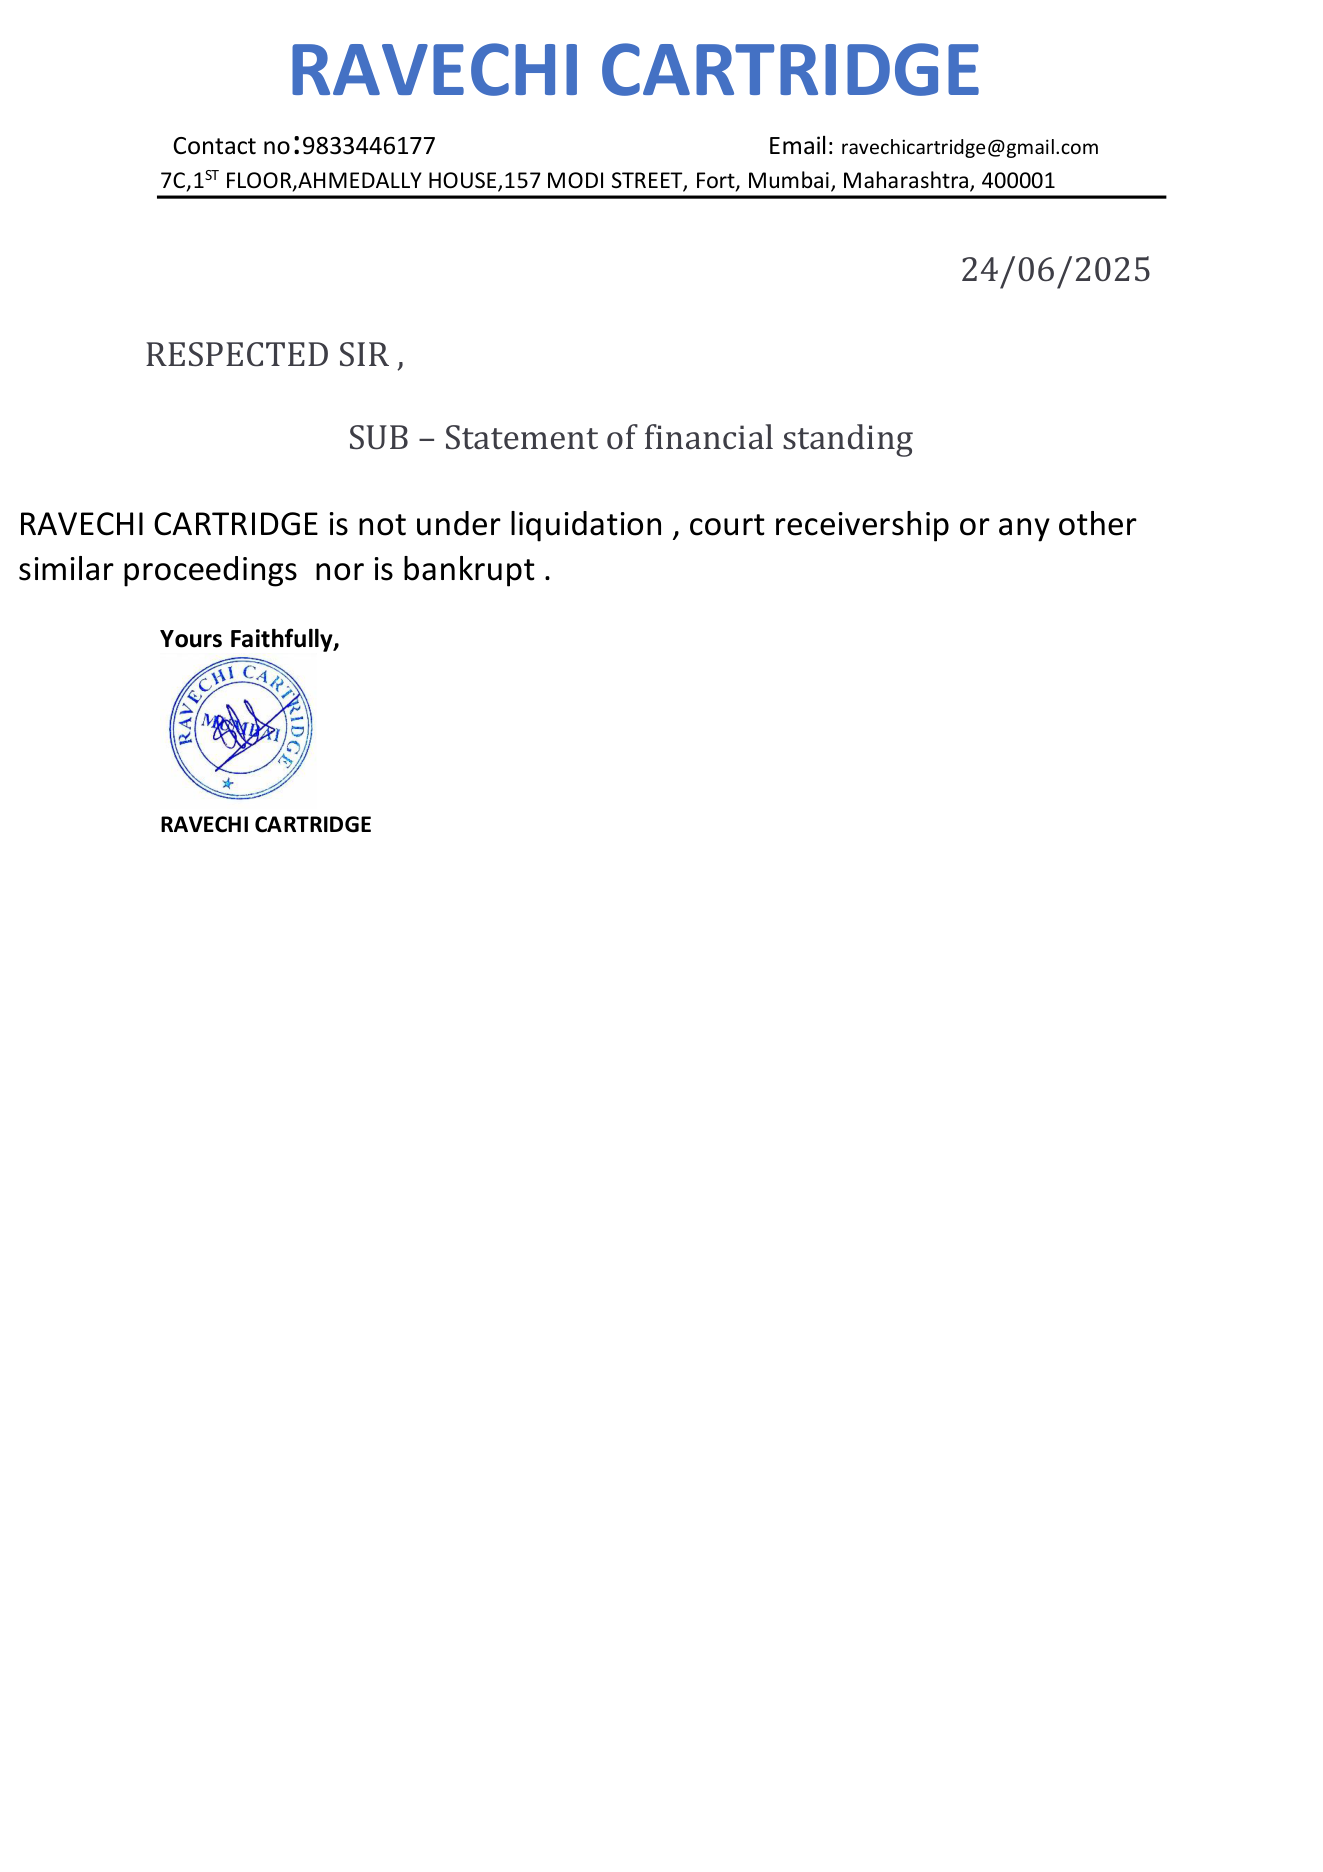 RAVECHI CARTRIDGE
Contact no:9833446177 Email: ravechicartridge@gmail.com
7C,1ST FLOOR,AHMEDALLY HOUSE,157 MODI STREET, Fort, Mumbai, Maharashtra, 400001
24/06/2025
RESPECTED SIR ,
SUB – Statement of financial standing
RAVECHI CARTRIDGE is not under liquidation , court receivership or any other
similar proceedings  nor is bankrupt .
Yours Faithfully,
RAVECHI CARTRIDGE
MUMBAI
RAVECHI CARTRIDGE